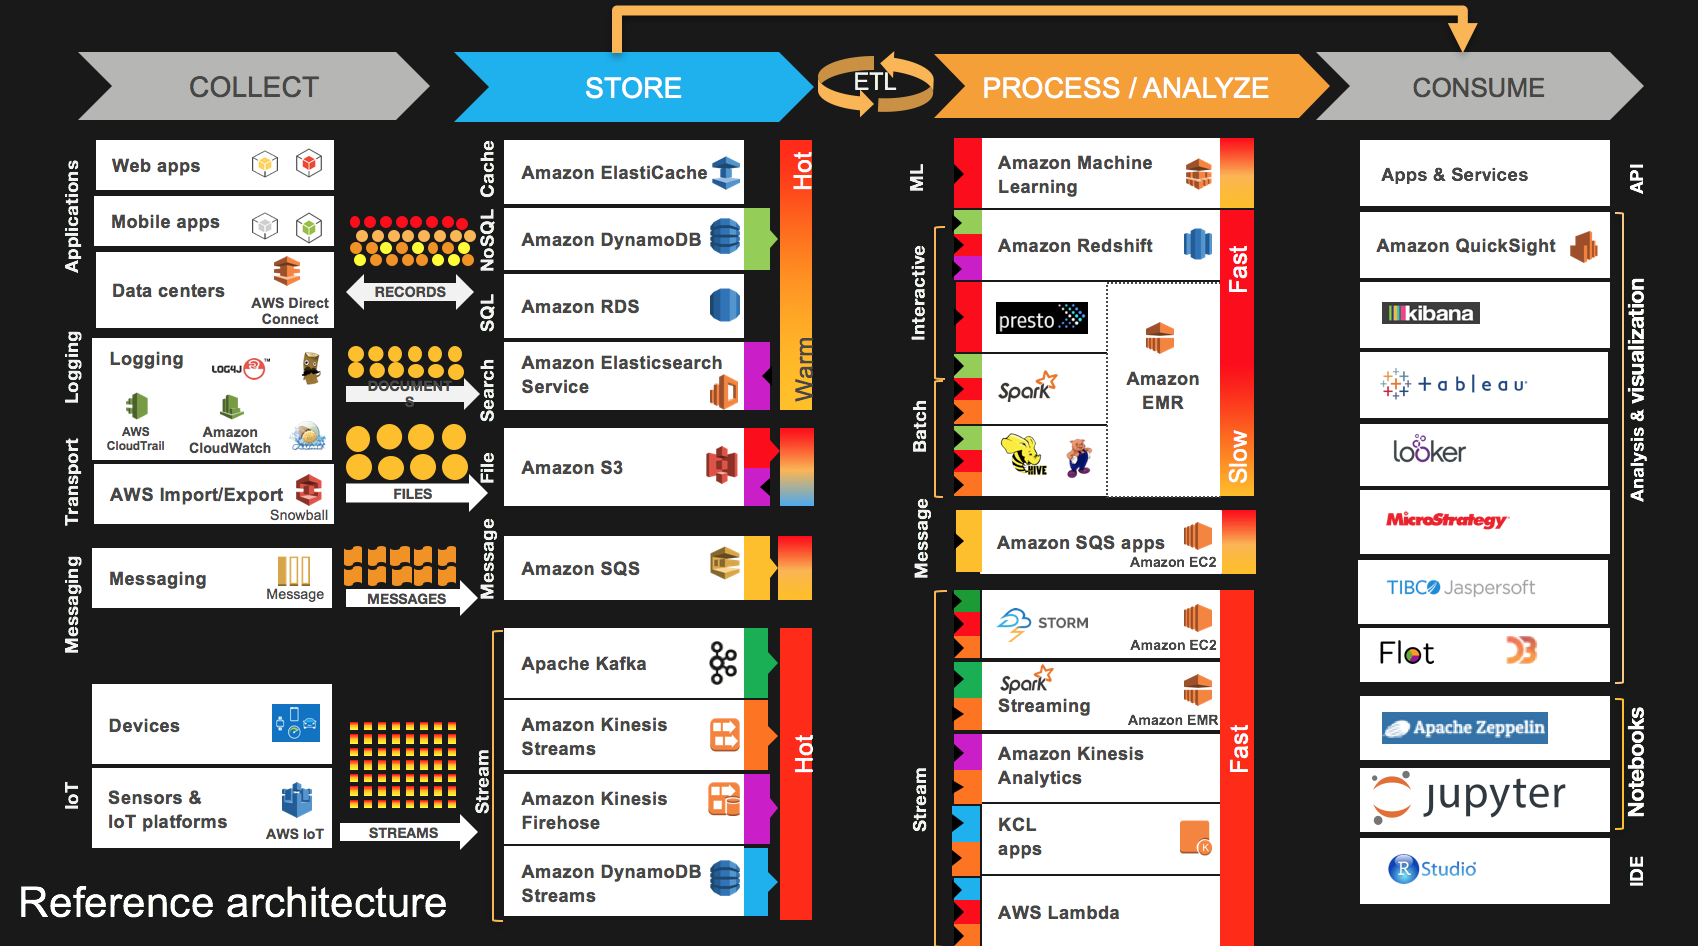 COLLECT
STORE
ETL
PROCESS / ANALYZE
CONSUME
Applications
Web apps
Mobile apps
Data centers
AWS Direct
Connect
Logging
Logging
LOG4J™
AWS
CloudTrail
Amazon
CloudWatch
Transport
AWS Import/Export
Snowball
Messaging
Messaging
Message
IoT
Devices
Sensors &
IoT platforms
AWS IoT
RECORDS
DOCUMENT
S
FILES
MESSAGES
STREAMS
Cache
Amazon ElastiCache
NoSQL
Amazon DynamoDB
SQL
Amazon RDS
Search
Amazon Elasticsearch
Service
Hot
Warm
File
Amazon S3
Message
Amazon SQS
Stream
Apache Kafka
Amazon Kinesis
Streams
Amazon Kinesis
Firehose
Amazon DynamoDB
Streams
Hot
ML
Amazon Machine
Learning
Interactive
Amazon Redshift
presto
Spark
Batch
HIVE
Amazon
EMR
Fast
Slow
Message
Amazon SQS apps
Amazon EC2
Stream
STORM
Amazon EC2
Spark
Streaming
Amazon EMR
Amazon Kinesis
Analytics
KCL
apps
K
AWS Lambda
Fast
Apps & Services
API
Amazon QuickSight
kibana
+ableau
looker
MicroStrategy
TIBCO Jaspersoft
Flot
D3
Analysis & visualization
Apache Zeppelin
jupyter
Notebooks
R Studio
IDE
Reference architecture